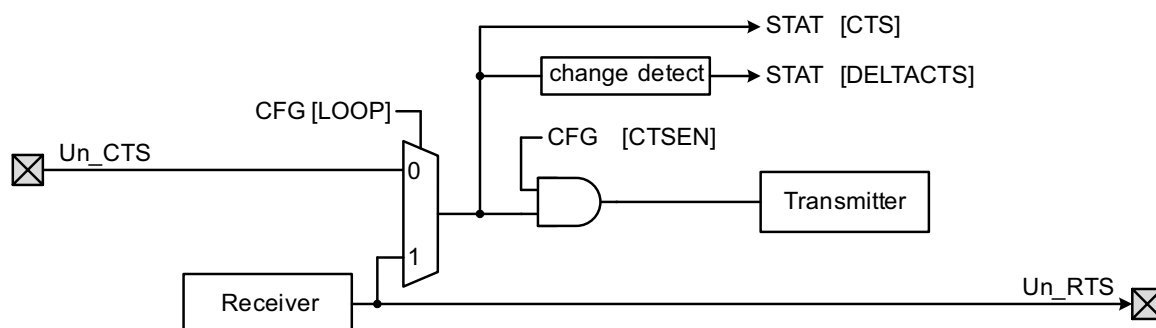 STAT [CTS]
change detect
STAT [DELTACTS]
CFG [LOOP]
CFG [CTSEN]
Un_CTS
0
Transmitter
1
Receiver
Un_RTS